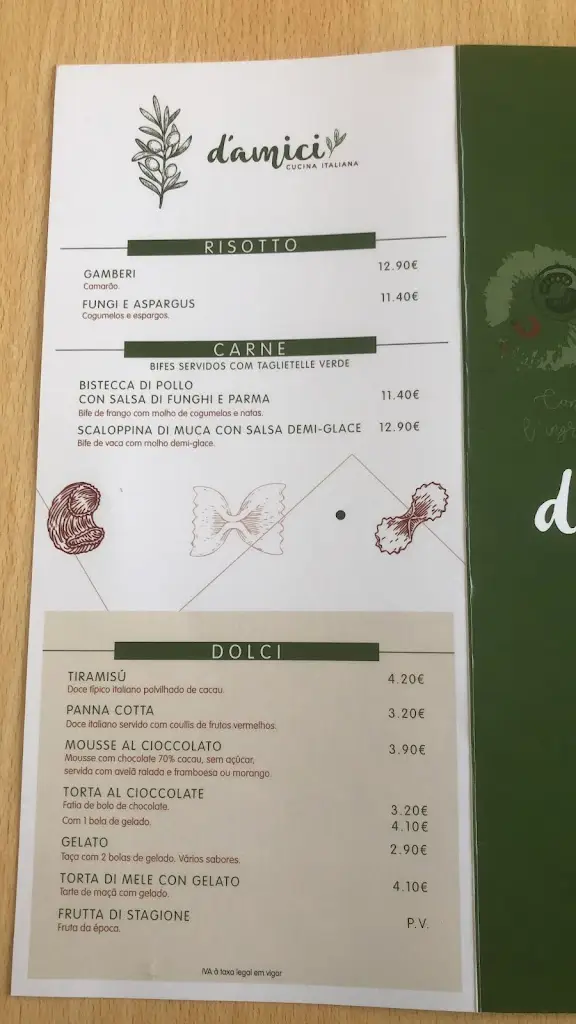 d'amici
CUCINA ITALIANA
RISOTTO
GAMBERI 12.90€
Camarão.
FUNGI E ASPARGUS 11.40€
Cogumelos e espargos.
CARNE
BIFES SERVIDOS COM TAGLIETELLE VERDE
BISTECCA DI POLLO
CON SALSA DI FUNGHI E PARMA 11.40€
Bife de frango com molho de cogumelos e natas.
SCALOPPINA DI MUCA CON SALSA DEMI-GLACE 12.90€
Bife de vaca com molho demi-glace.
DOLCI
TIRAMISÚ 4.20€
Doce típico italiano polvilhado de cacau.
PANNA COTTA 3.20€
Doce italiano servido com coullis de frutos vermelhos.
MOUSSE AL CIOCCOLATO 3.90€
Mousse com chocolate 70% cacau, sem açúcar,
servida com avelã ralada e framboesa ou morango.
TORTA AL CIOCCOLATE
Fatia de bolo de chocolate. 3.20€
Com 1 bola de gelado. 4.10€
GELATO 2.90€
Taça com 2 bolas de gelado. Vários sabores.
TORTA DI MELE CON GELATO 4.10€
Tarte de maçã com gelado.
FRUTTA DI STAGIONE P.V.
Fruta da época.
IVA à taxa legal em vigor
d